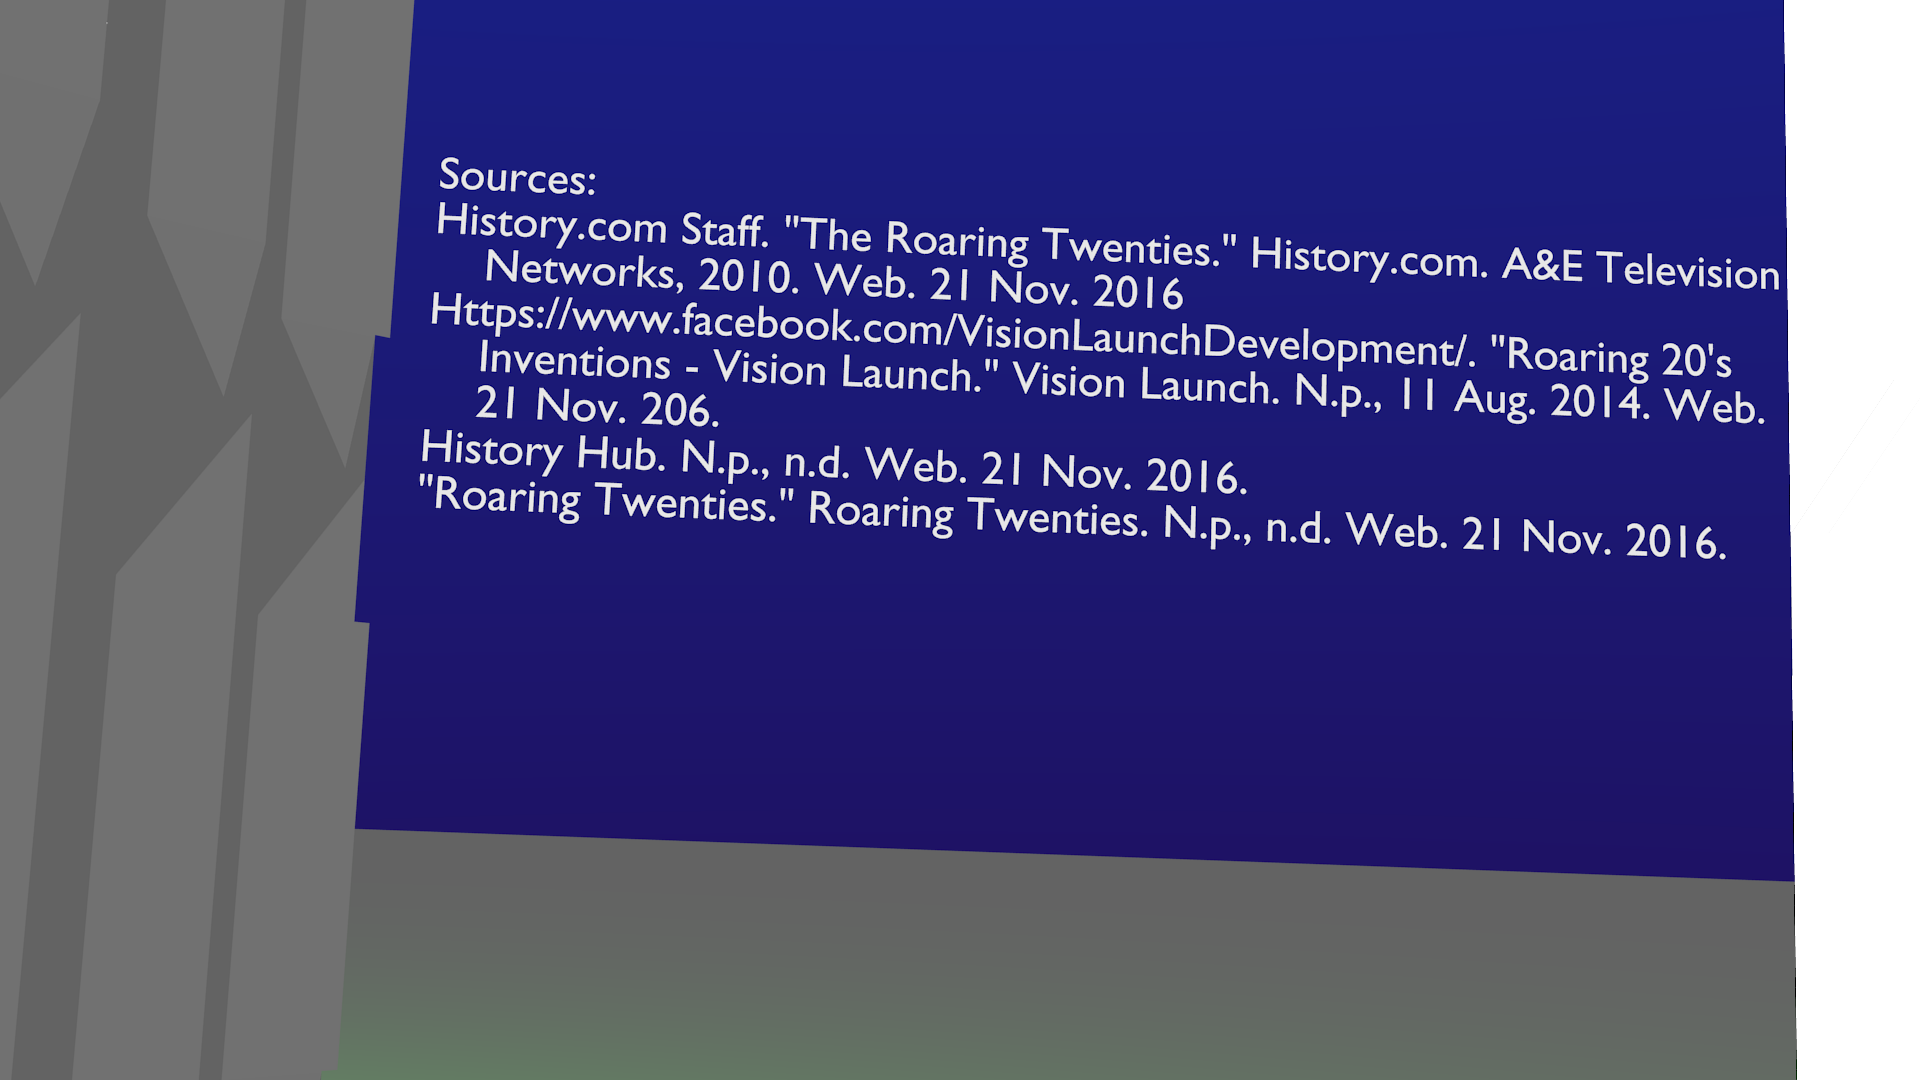 Sources:
History.com Staff. "The Roaring Twenties." History.com. A&E Television
Networks, 2010. Web. 21 Nov. 2016
Https://www.facebook.com/VisionLaunchDevelopment/. "Roaring 20's
Inventions - Vision Launch." Vision Launch. N.p., 11 Aug. 2014. Web.
21 Nov. 206.
History Hub. N.p., n.d. Web. 21 Nov. 2016.
"Roaring Twenties." Roaring Twenties. N.p., n.d. Web. 21 Nov. 2016.